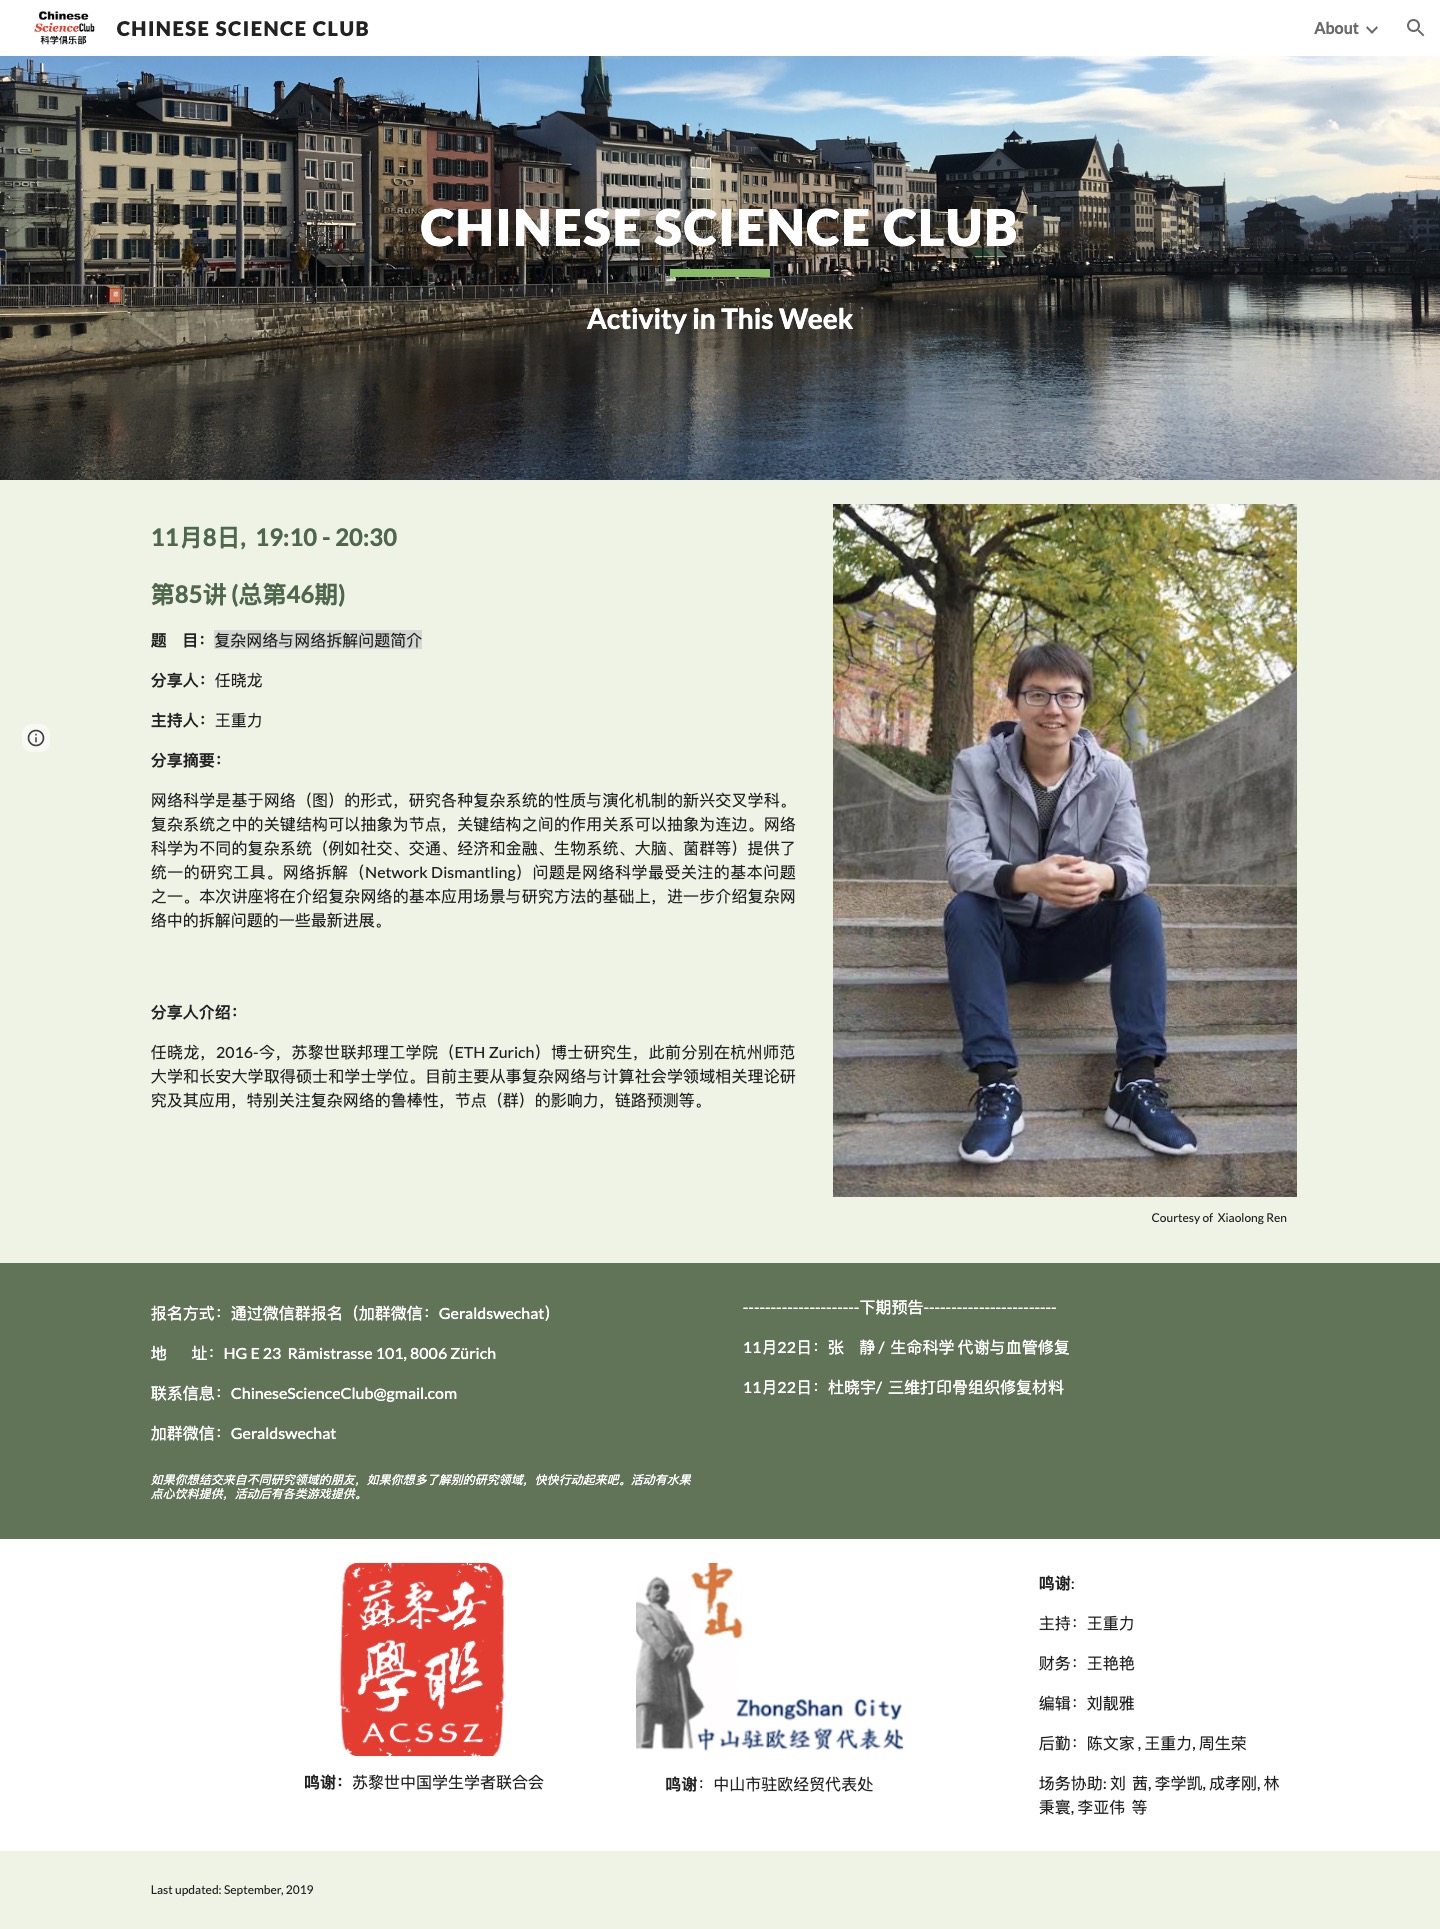 Chinese
ScienceClub
科学俱乐部
CHINESE SCIENCE CLUB
About
CHINESE SCIENCE CLUB
Activity in This Week
11月8日, 19:10 - 20:30
第85讲 (总第46期)
题 目：复杂网络与网络拆解问题简介
分享人：任晓龙
主持人：王重力
分享摘要：
网络科学是基于网络（图）的形式，研究各种复杂系统的性质与演化机制的新兴交叉学科。
复杂系统之中的关键结构可以抽象为节点，关键结构之间的作用关系可以抽象为连边。网络
科学为不同的复杂系统（例如社交、交通、经济和金融、生物系统、大脑、菌群等）提供了
统一的研究工具。网络拆解（Network Dismantling）问题是网络科学最受关注的基本问题
之一。本次讲座将在介绍复杂网络的基本应用场景与研究方法的基础上，进一步介绍复杂网
络中的拆解问题的一些最新进展。
分享人介绍：
任晓龙，2016-今，苏黎世联邦理工学院（ETH Zurich）博士研究生，此前分别在杭州师范
大学和长安大学取得硕士和学士学位。目前主要从事复杂网络与计算社会学领域相关理论研
究及其应用，特别关注复杂网络的鲁棒性，节点（群）的影响力，链路预测等。
Courtesy of Xiaolong Ren
报名方式：通过微信群报名（加群微信：Geraldswechat）
地 址：HG E 23 Rämistrasse 101, 8006 Zürich
联系信息：ChineseScienceClub@gmail.com
加群微信：Geraldswechat
如果你想结交来自不同研究领域的朋友，如果你想多了解别的研究领域，快快行动起来吧。活动有水果
点心饮料提供，活动后有各类游戏提供。
---------------------下期预告------------------------
11月22日：张 静 / 生命科学 代谢与血管修复
11月22日：杜晓宇/ 三维打印骨组织修复材料
蘇黎世
學聯
ACSSZ
鸣谢：苏黎世中国学生学者联合会
中山
ZhongShan City
中山驻欧经贸代表处
鸣谢：中山市驻欧经贸代表处
鸣谢:
主持：王重力
财务：王艳艳
编辑：刘靓雅
后勤：陈文家 , 王重力, 周生荣
场务协助: 刘 茜, 李学凯, 成孝刚, 林
秉寰, 李亚伟 等
Last updated: September, 2019